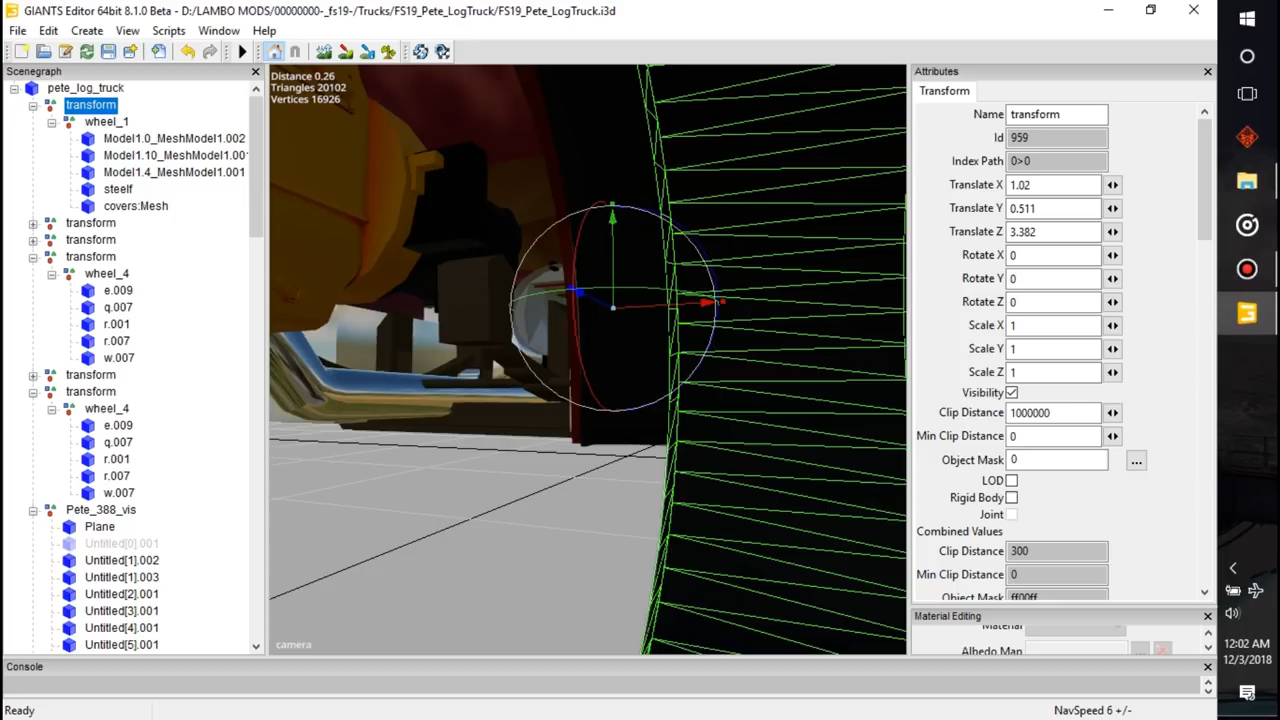 GIANTS Editor 64bit 8.1.0 Beta - D:/LAMBO MODS/00000000-_fs19-/Trucks/FS19_Pete_LogTruck/FS19_Pete_LogTruck.i3d
File Edit Create View Scripts Window Help
Scenegraph
pete_log_truck
transform
wheel_1
Model1.0_MeshModel1.002
Model1.10_MeshModel1.00
Model1.4_MeshModel1.001
steelf
covers:Mesh
transform
transform
transform
wheel_4
e.009
q.007
r.001
r.007
w.007
transform
transform
wheel_4
e.009
q.007
r.001
r.007
w.007
Pete_388_vis
Plane
Untitled[0].001
Untitled[1].002
Untitled[1].003
Untitled[2].001
Untitled[3].001
Untitled[4].001
Untitled[5].001
Distance 0.26
Triangles 20102
Vertices 16926
camera
Attributes
Transform
Name transform
Id 959
Index Path 0>0
Translate X 1.02
Translate Y 0.511
Translate Z 3.382
Rotate X 0
Rotate Y 0
Rotate Z 0
Scale X 1
Scale Y 1
Scale Z 1
Visibility
Clip Distance 1000000
Min Clip Distance 0
Object Mask 0 ...
LOD
Rigid Body
Joint
Combined Values
Clip Distance 300
Min Clip Distance 0
Object Mask ff00ff
Material Editing
Material
Albedo Map
Console
Ready
NavSpeed 6 +/-
12:02 AM
12/3/2018